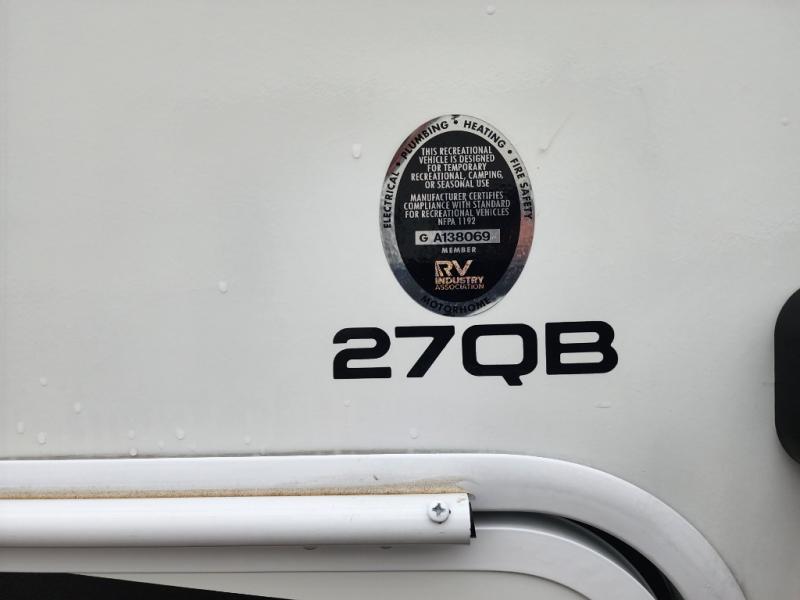 ELECTRICAL • PLUMBING • HEATING • FIRE SAFETY
THIS RECREATIONAL
VEHICLE IS DESIGNED
FOR TEMPORARY
RECREATIONAL, CAMPING,
OR SEASONAL USE
MANUFACTURER CERTIFIES
COMPLIANCE WITH STANDARD
FOR RECREATIONAL VEHICLES
NFPA 1192
G A138069
MEMBER
RV
INDUSTRY
ASSOCIATION
MOTORHOME
27QB